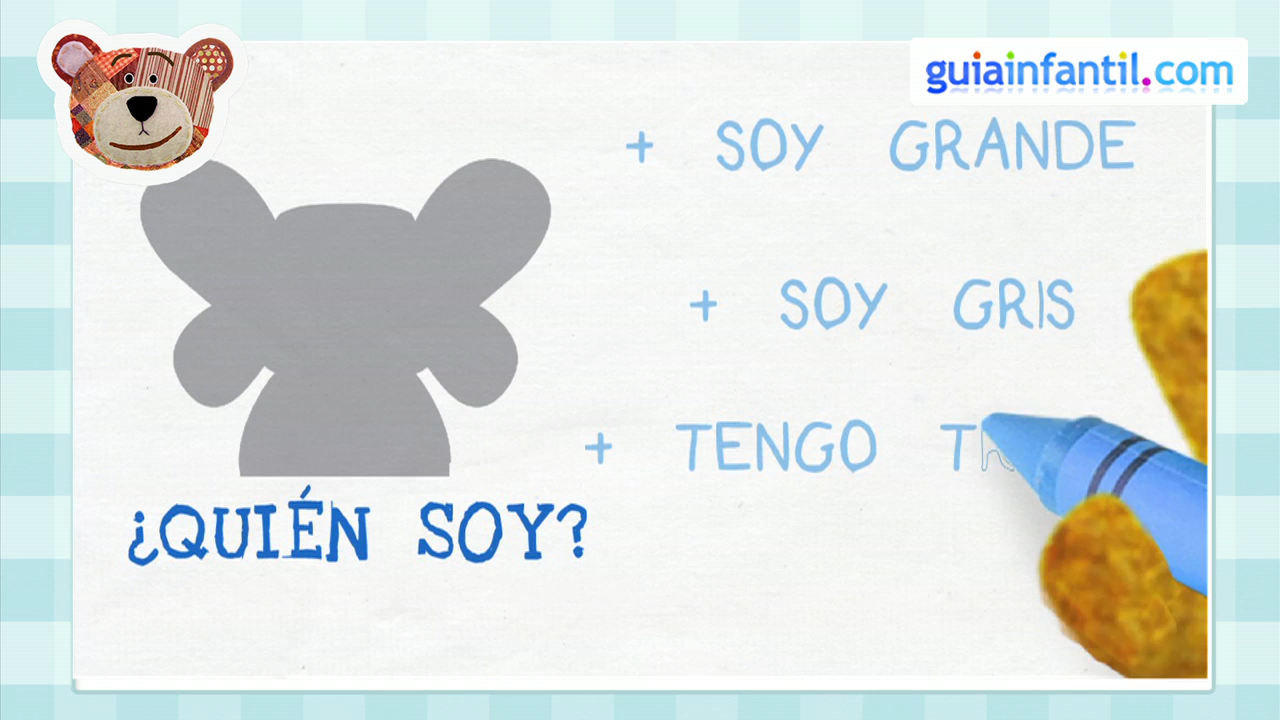 guiainfantil.com
+ SOY GRANDE
+ SOY GRIS
+ TENGO
¿QUIÉN SOY?